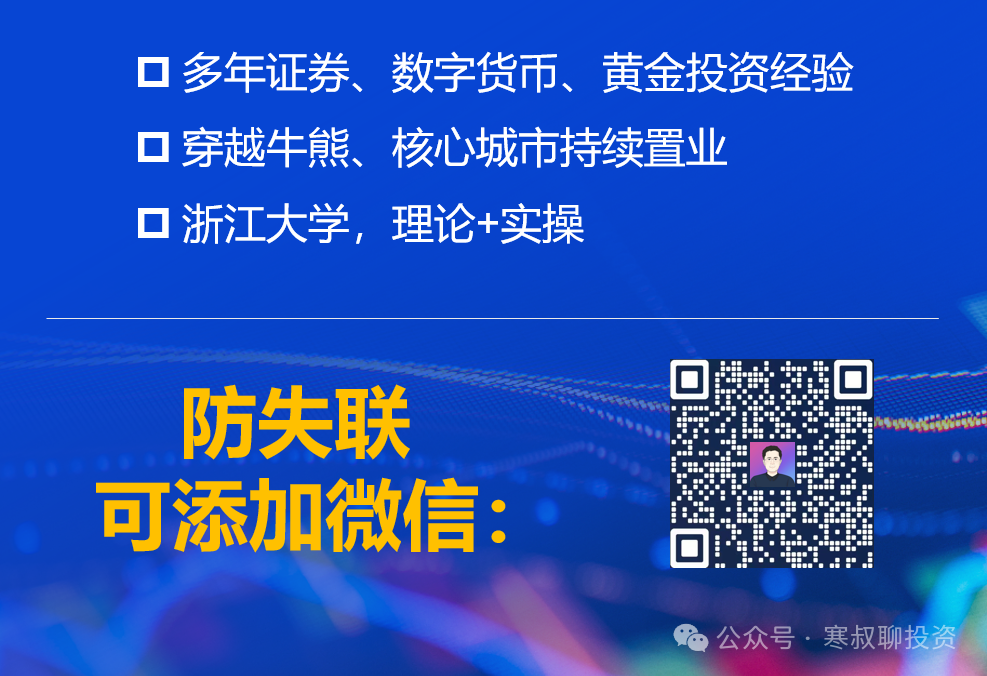 多年证券、数字货币、黄金投资经验
穿越牛熊、核心城市持续置业
浙江大学，理论+实操
防失联
可添加微信：
公众号 · 寒叔聊投资